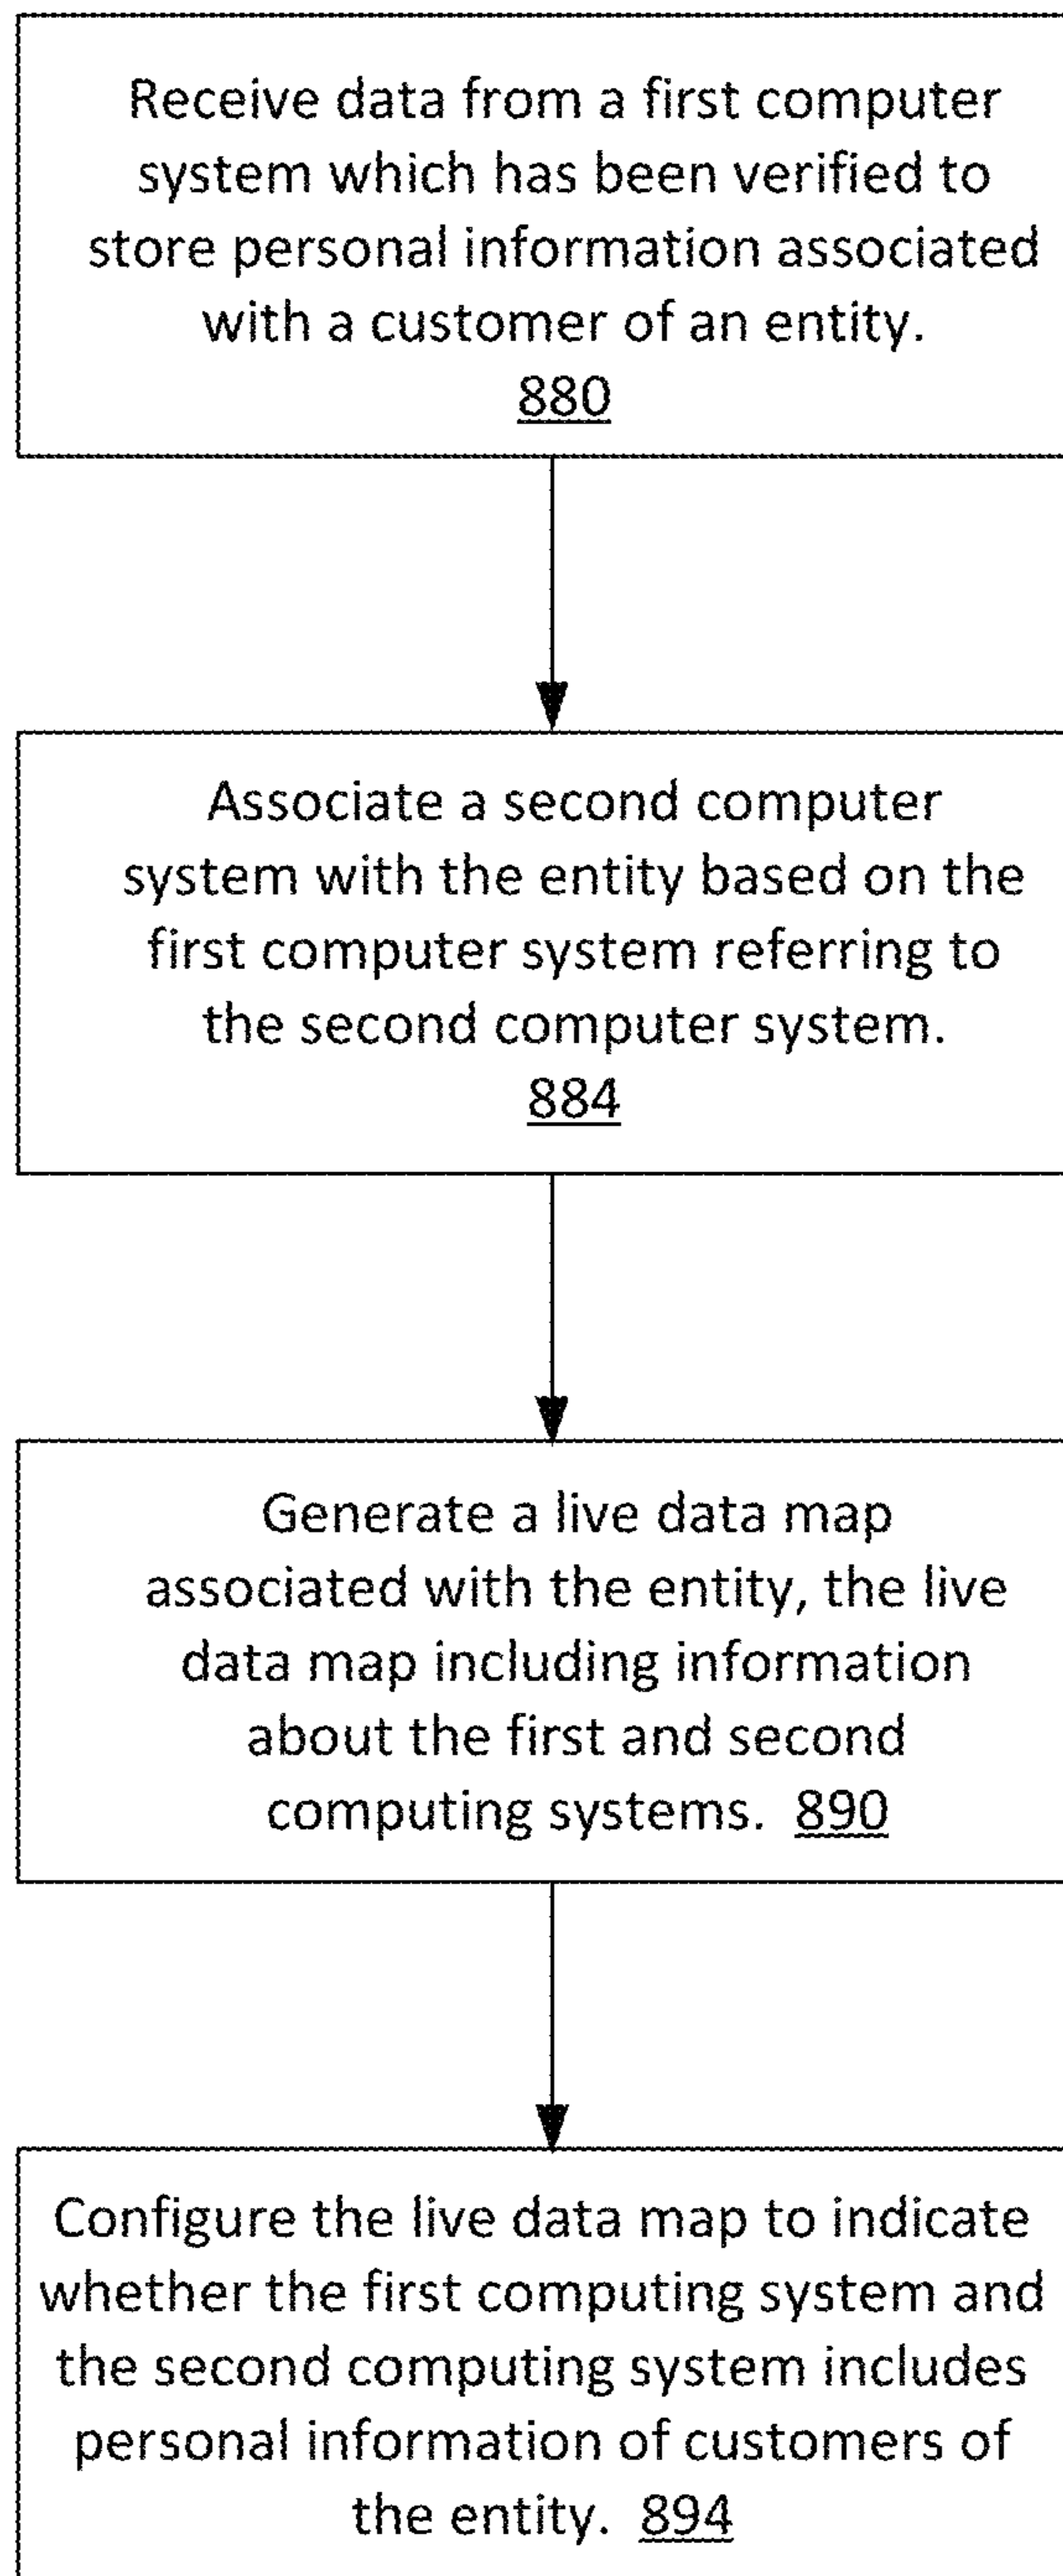 Receive data from a first computer
system which has been verified to
store personal information associated
with a customer of an entity.
880
Associate a second computer
system with the entity based on the
first computer system referring to
the second computer system.
884
Generate a live data map
associated with the entity, the live
data map including information
about the first and second
computing systems. 890
Configure the live data map to indicate
whether the first computing system and
the second computing system includes
personal information of customers of
the entity. 894